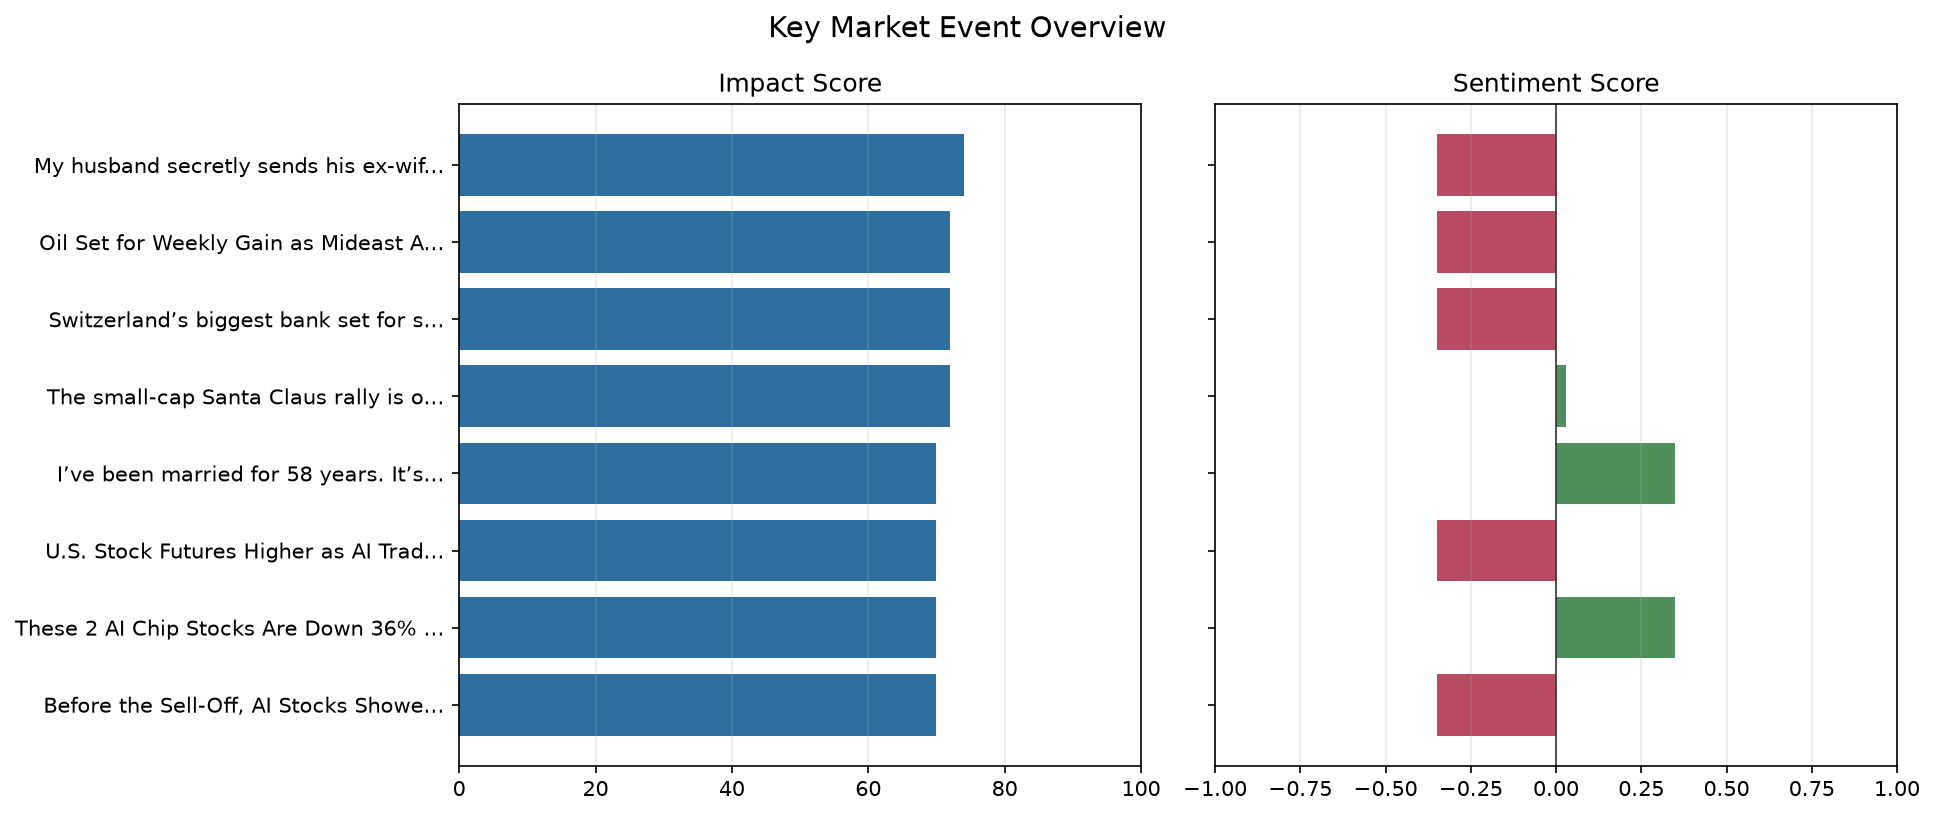 Key Market Event Overview
Impact Score
Sentiment Score
My husband secretly sends his ex-wif…
Oil Set for Weekly Gain as Mideast A…
Switzerland’s biggest bank set for s…
The small-cap Santa Claus rally is o…
I’ve been married for 58 years. It’s…
U.S. Stock Futures Higher as AI Trad…
These 2 AI Chip Stocks Are Down 36% …
Before the Sell-Off, AI Stocks Showe…
0 20 40 60 80 100
−1.00 −0.75 −0.50 −0.25 0.00 0.25 0.50 0.75 1.00